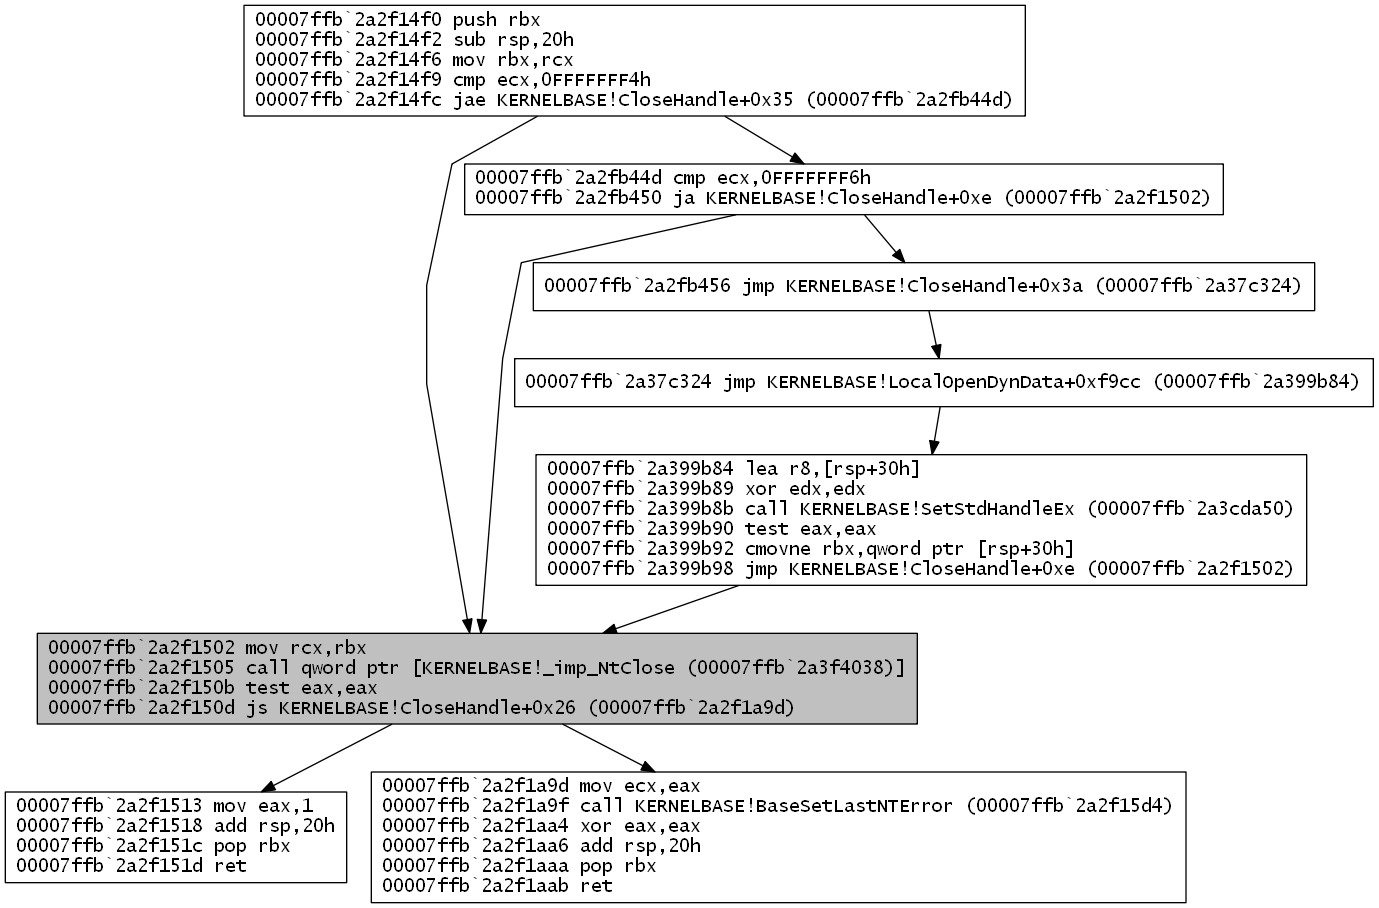 00007ffb`2a2f14f0 push rbx
00007ffb`2a2f14f2 sub rsp,20h
00007ffb`2a2f14f6 mov rbx,rcx
00007ffb`2a2f14f9 cmp ecx,0FFFFFFF4h
00007ffb`2a2f14fc jae KERNELBASE!CloseHandle+0x35 (00007ffb`2a2fb44d)
00007ffb`2a2fb44d cmp ecx,0FFFFFFF6h
00007ffb`2a2fb450 ja KERNELBASE!CloseHandle+0xe (00007ffb`2a2f1502)
00007ffb`2a2fb456 jmp KERNELBASE!CloseHandle+0x3a (00007ffb`2a37c324)
00007ffb`2a37c324 jmp KERNELBASE!LocalOpenDynData+0xf9cc (00007ffb`2a399b84)
00007ffb`2a399b84 lea r8,[rsp+30h]
00007ffb`2a399b89 xor edx,edx
00007ffb`2a399b8b call KERNELBASE!SetStdHandleEx (00007ffb`2a3cda50)
00007ffb`2a399b90 test eax,eax
00007ffb`2a399b92 cmovne rbx,qword ptr [rsp+30h]
00007ffb`2a399b98 jmp KERNELBASE!CloseHandle+0xe (00007ffb`2a2f1502)
00007ffb`2a2f1502 mov rcx,rbx
00007ffb`2a2f1505 call qword ptr [KERNELBASE!_imp_NtClose (00007ffb`2a3f4038)]
00007ffb`2a2f150b test eax,eax
00007ffb`2a2f150d js KERNELBASE!CloseHandle+0x26 (00007ffb`2a2f1a9d)
00007ffb`2a2f1513 mov eax,1
00007ffb`2a2f1518 add rsp,20h
00007ffb`2a2f151c pop rbx
00007ffb`2a2f151d ret
00007ffb`2a2f1a9d mov ecx,eax
00007ffb`2a2f1a9f call KERNELBASE!BaseSetLastNTError (00007ffb`2a2f15d4)
00007ffb`2a2f1aa4 xor eax,eax
00007ffb`2a2f1aa6 add rsp,20h
00007ffb`2a2f1aaa pop rbx
00007ffb`2a2f1aab ret